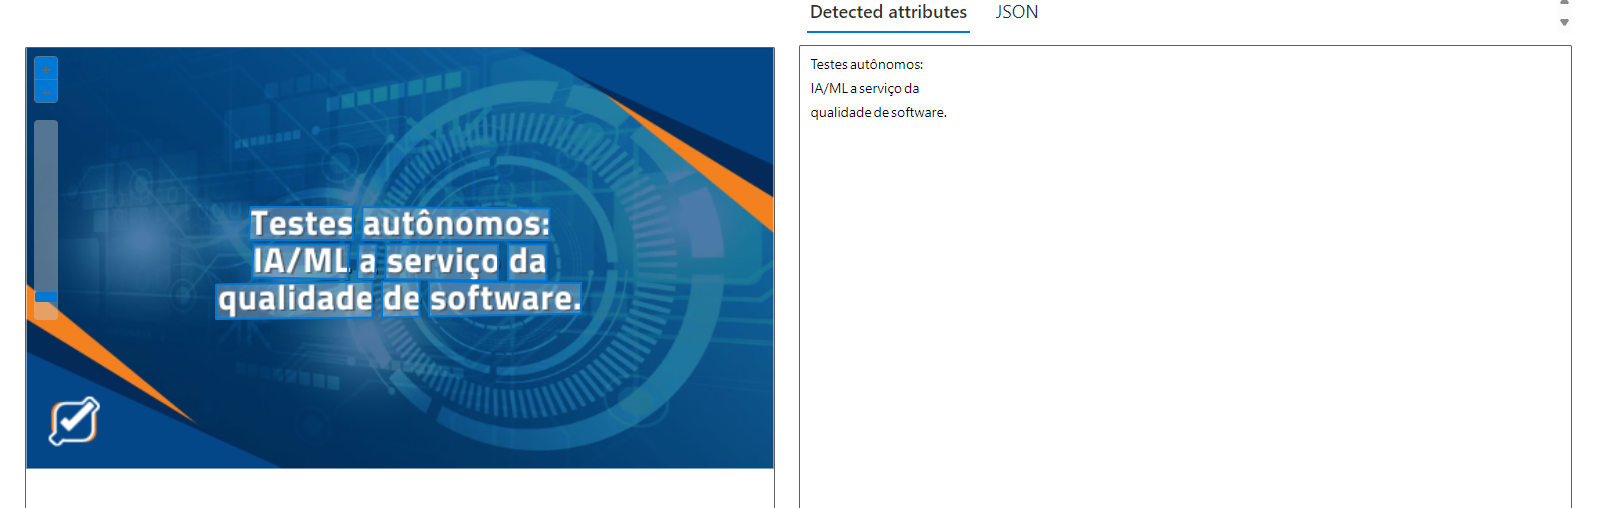 Detected attributes JSON
Testes autônomos:
IA/ML a serviço da
qualidade de software.
Testes autônomos:
IA/ML a serviço da
qualidade de software.